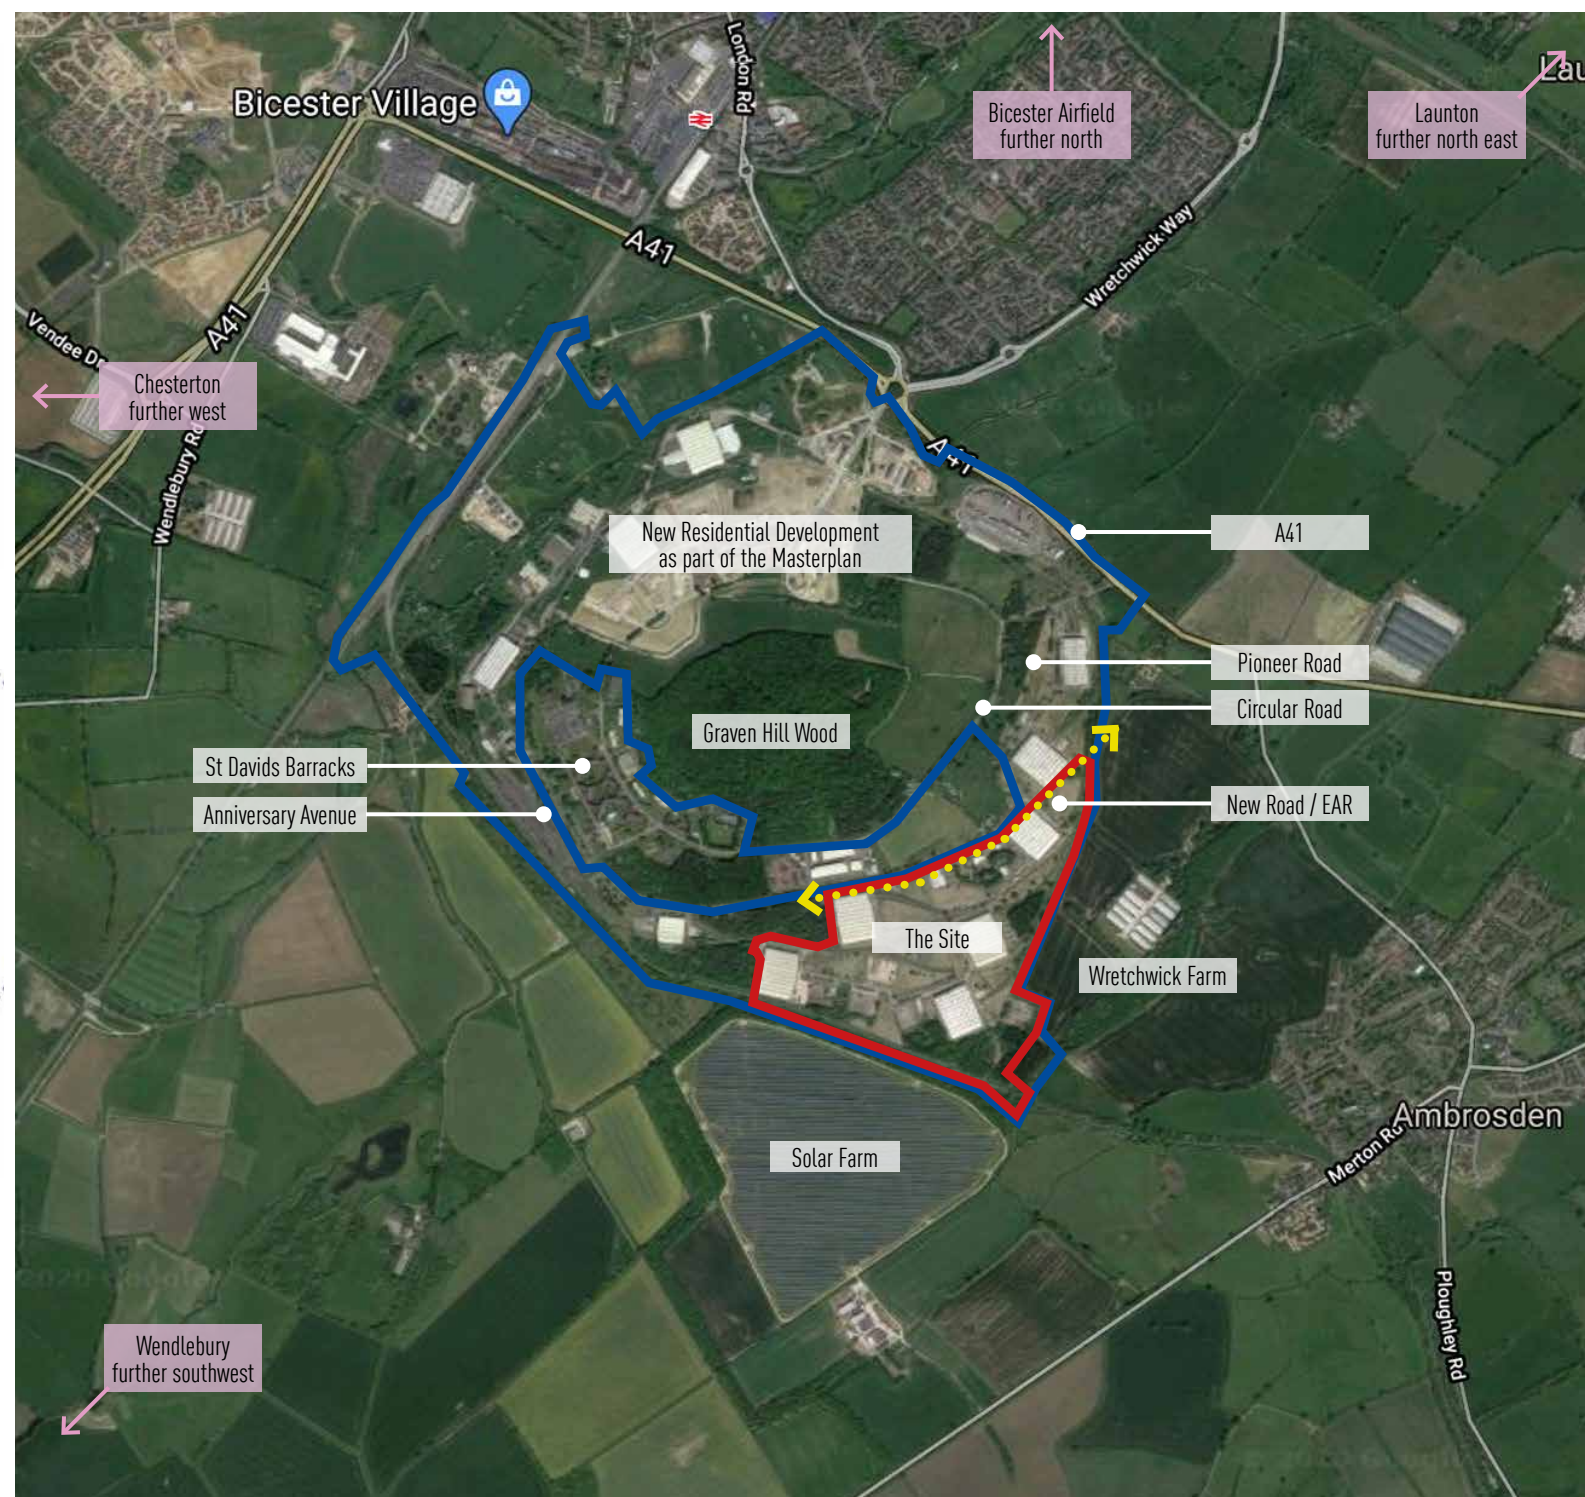 London Rd
Lau
Bicester Village
Bicester Airfield
further north
Launton
further north east
A41
Wretchwick Way
A41
Vendee Dr
Chesterton
further west
Wendlebury Rd
A41
New Residential Development
as part of the Masterplan
A41
Pioneer Road
Circular Road
Graven Hill Wood
St Davids Barracks
Anniversary Avenue
New Road / EAR
The Site
Wretchwick Farm
Ambrosden
Merton Rd
Solar Farm
Ploughley Rd
Wendlebury
further southwest